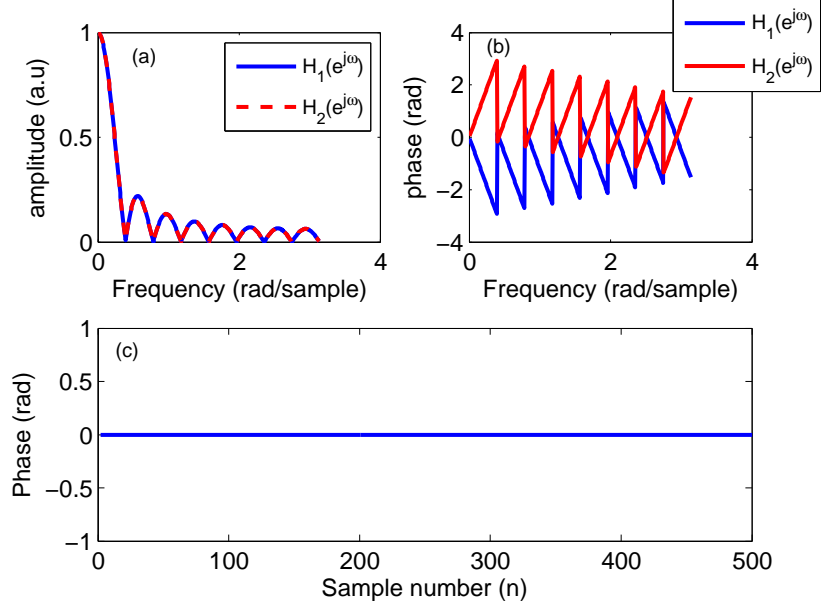 (a)
H₁(e^jω)
H₂(e^jω)
amplitude (a.u)
1
0.5
0
0
2
4
Frequency (rad/sample)
(b)
H₁(e^jω)
H₂(e^jω)
phase (rad)
4
2
0
−2
−4
0
2
4
Frequency (rad/sample)
(c)
Phase (rad)
1
0.5
0
−0.5
−1
0
100
200
300
400
500
Sample number (n)